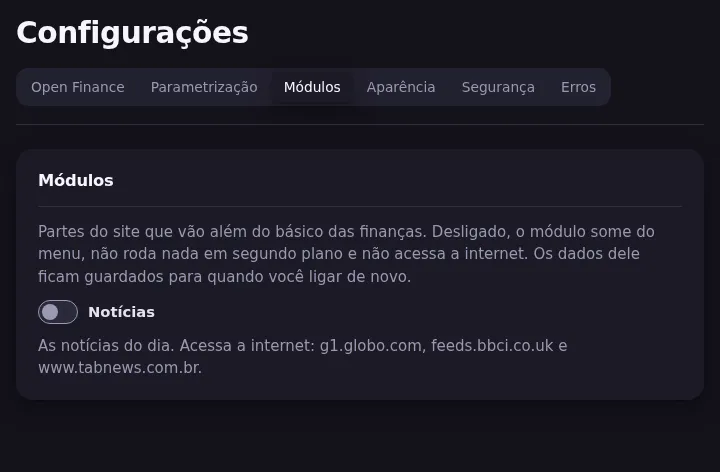 Configurações
Open Finance
Parametrização
Módulos
Aparência
Segurança
Erros
Módulos
Partes do site que vão além do básico das finanças. Desligado, o módulo some do
menu, não roda nada em segundo plano e não acessa a internet. Os dados dele
ficam guardados para quando você ligar de novo.
Notícias
As notícias do dia. Acessa a internet: g1.globo.com, feeds.bbci.co.uk e
www.tabnews.com.br.